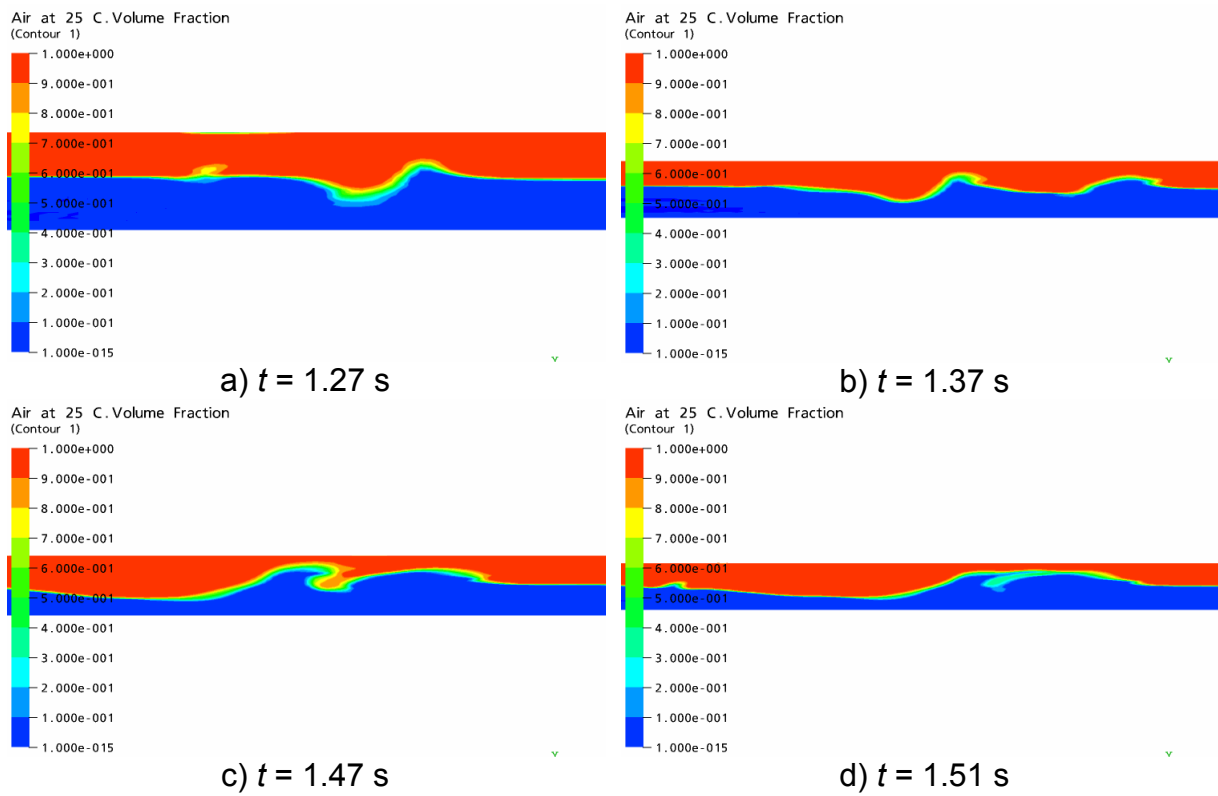 Air at 25 C.Volume Fraction
(Contour 1)
1.000e+000
9.000e-001
8.000e-001
7.000e-001
6.000e-001
5.000e-001
4.000e-001
3.000e-001
2.000e-001
1.000e-001
1.000e-015
Y
a) t = 1.27 s
Air at 25 C.Volume Fraction
(Contour 1)
1.000e+000
9.000e-001
8.000e-001
7.000e-001
6.000e-001
5.000e-001
4.000e-001
3.000e-001
2.000e-001
1.000e-001
1.000e-015
Y
b) t = 1.37 s
Air at 25 C.Volume Fraction
(Contour 1)
1.000e+000
9.000e-001
8.000e-001
7.000e-001
6.000e-001
5.000e-001
4.000e-001
3.000e-001
2.000e-001
1.000e-001
1.000e-015
Y
c) t = 1.47 s
Air at 25 C.Volume Fraction
(Contour 1)
1.000e+000
9.000e-001
8.000e-001
7.000e-001
6.000e-001
5.000e-001
4.000e-001
3.000e-001
2.000e-001
1.000e-001
1.000e-015
Y
d) t = 1.51 s